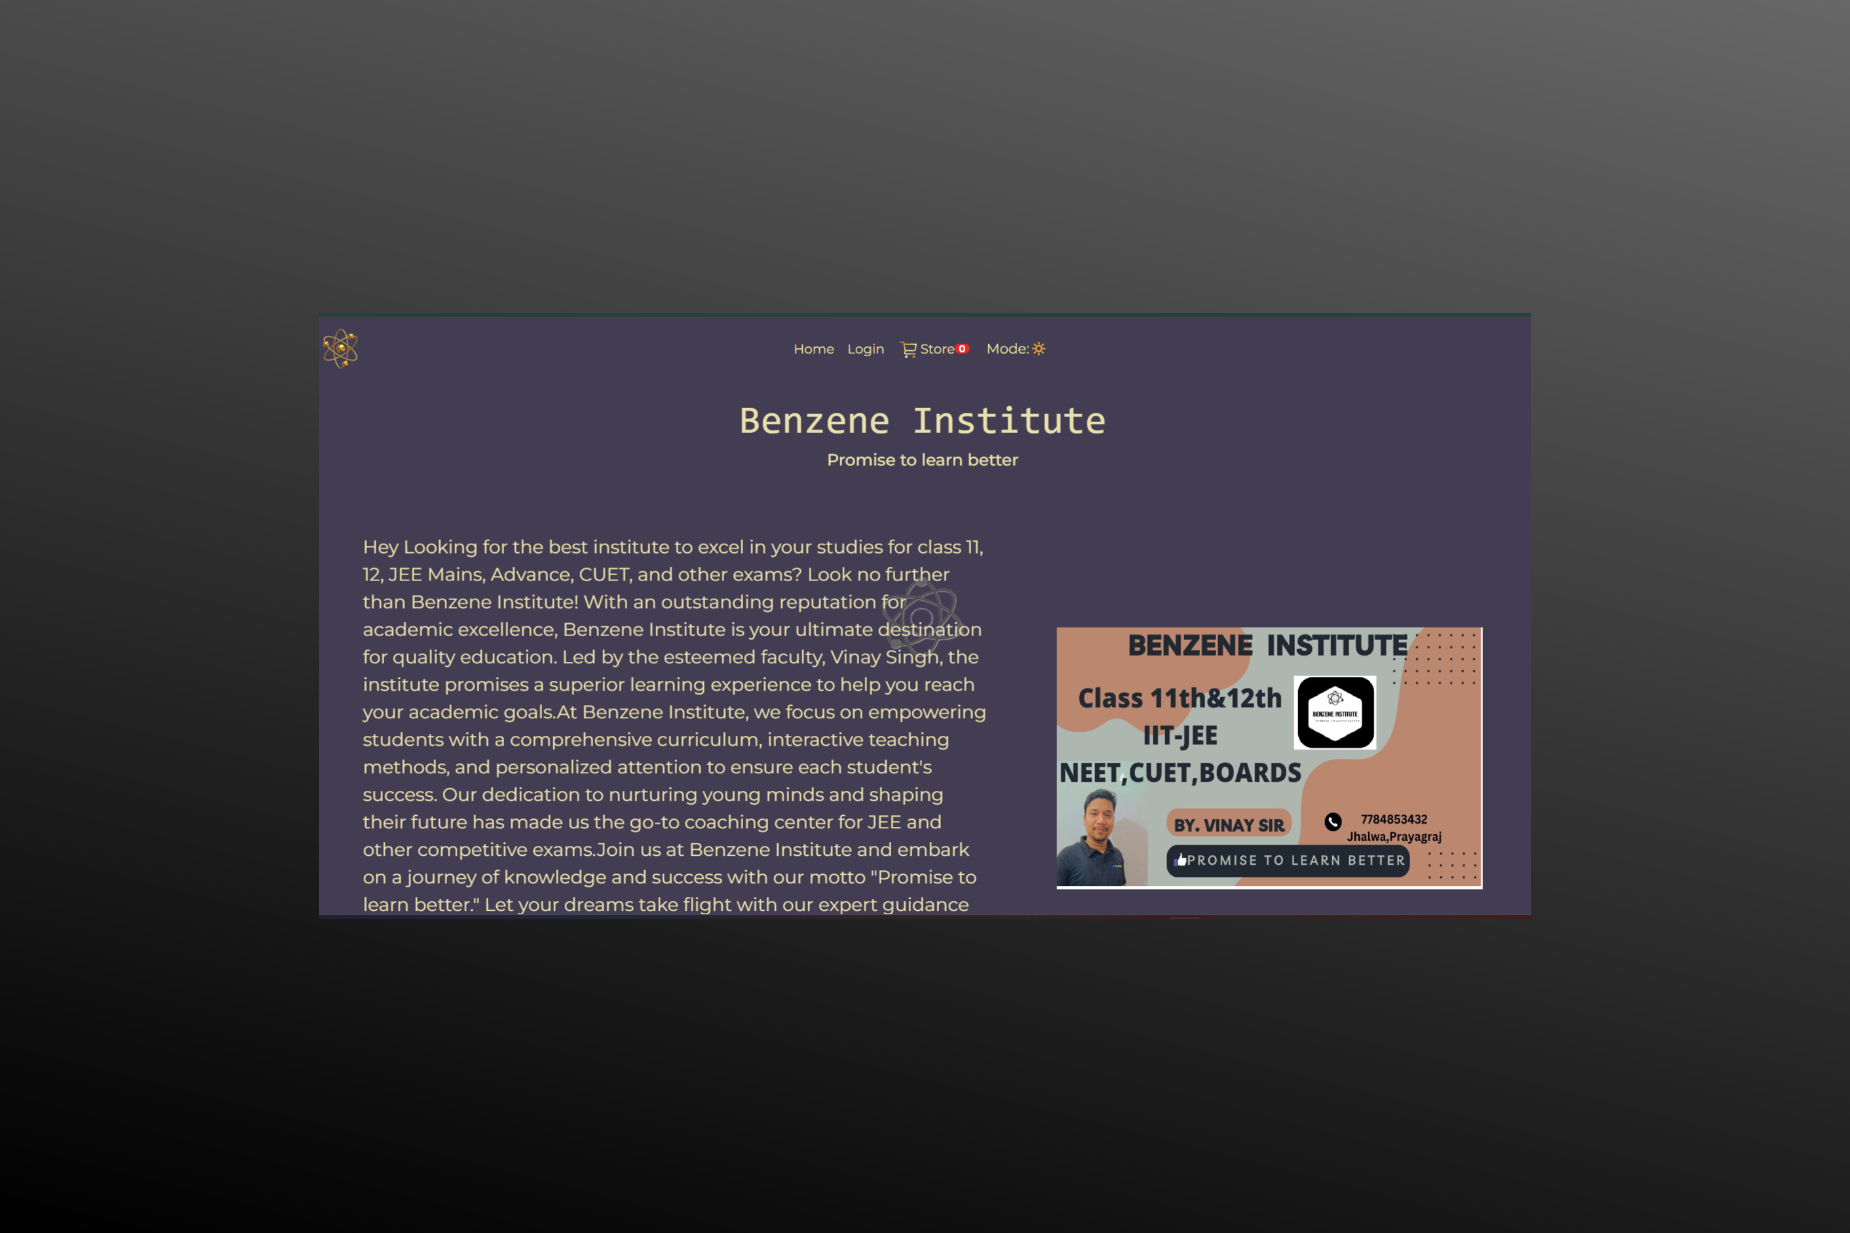 Home Login Store 0 Mode:
Benzene Institute
Promise to learn better
Hey Looking for the best institute to excel in your studies for class 11,
12, JEE Mains, Advance, CUET, and other exams? Look no further
than Benzene Institute! With an outstanding reputation for
academic excellence, Benzene Institute is your ultimate destination
for quality education. Led by the esteemed faculty, Vinay Singh, the
institute promises a superior learning experience to help you reach
your academic goals.At Benzene Institute, we focus on empowering
students with a comprehensive curriculum, interactive teaching
methods, and personalized attention to ensure each student's
success. Our dedication to nurturing young minds and shaping
their future has made us the go-to coaching center for JEE and
other competitive exams.Join us at Benzene Institute and embark
on a journey of knowledge and success with our motto "Promise to
learn better." Let your dreams take flight with our expert guidance
BENZENE INSTITUTE
Class 11th&12th
IIT-JEE
NEET,CUET,BOARDS
BENZENE INSTITUTE
BY. VINAY SIR
7784853432
Jhalwa,Prayagraj
PROMISE TO LEARN BETTER